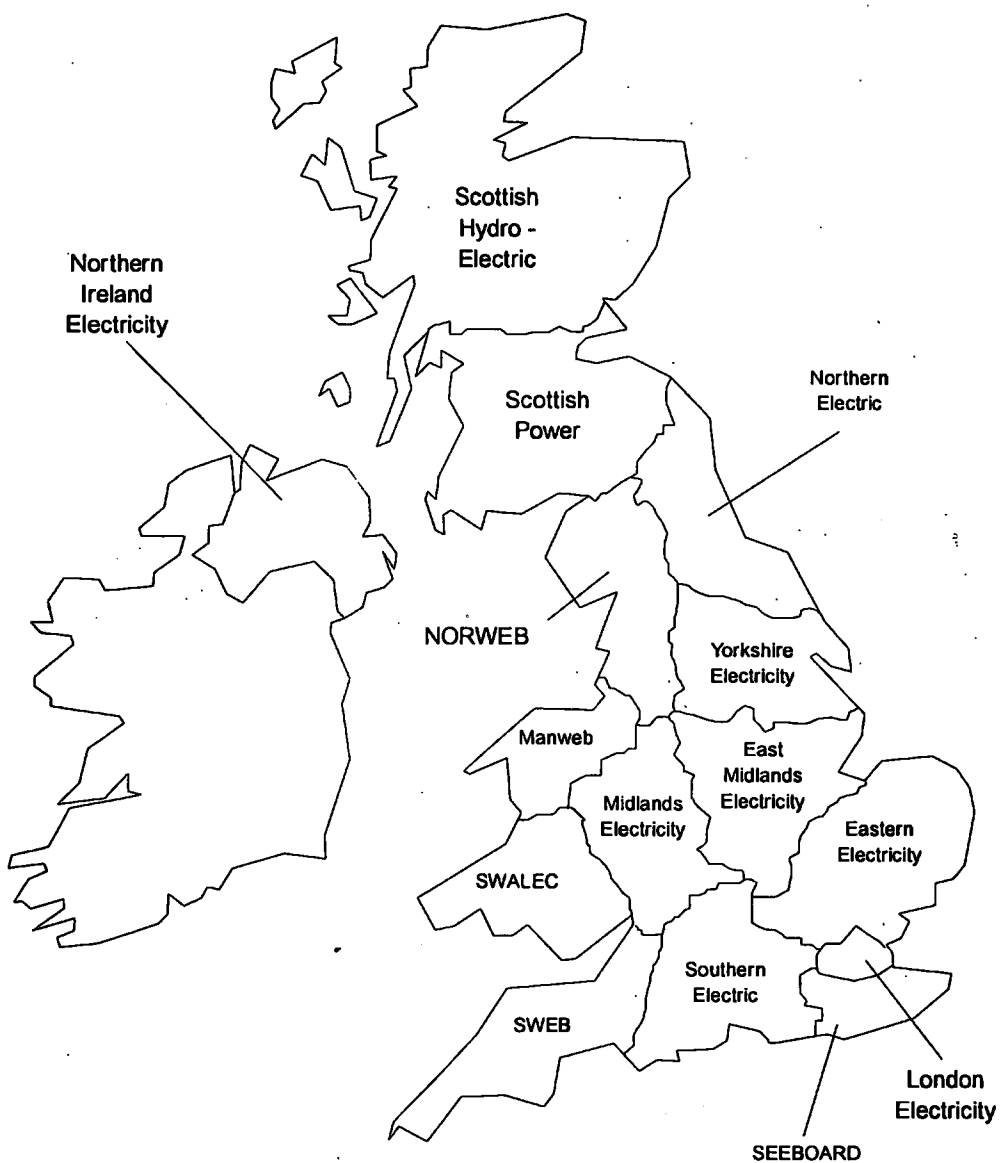 Scottish
Hydro -
Electric
Northern
Ireland
Electricity
Scottish
Power
Northern
Electric
NORWEB
Yorkshire
Electricity
Manweb
East
Midlands
Electricity
Midlands
Electricity
Eastern
Electricity
SWALEC
Southern
Electric
SWEB
London
Electricity
SEEBOARD